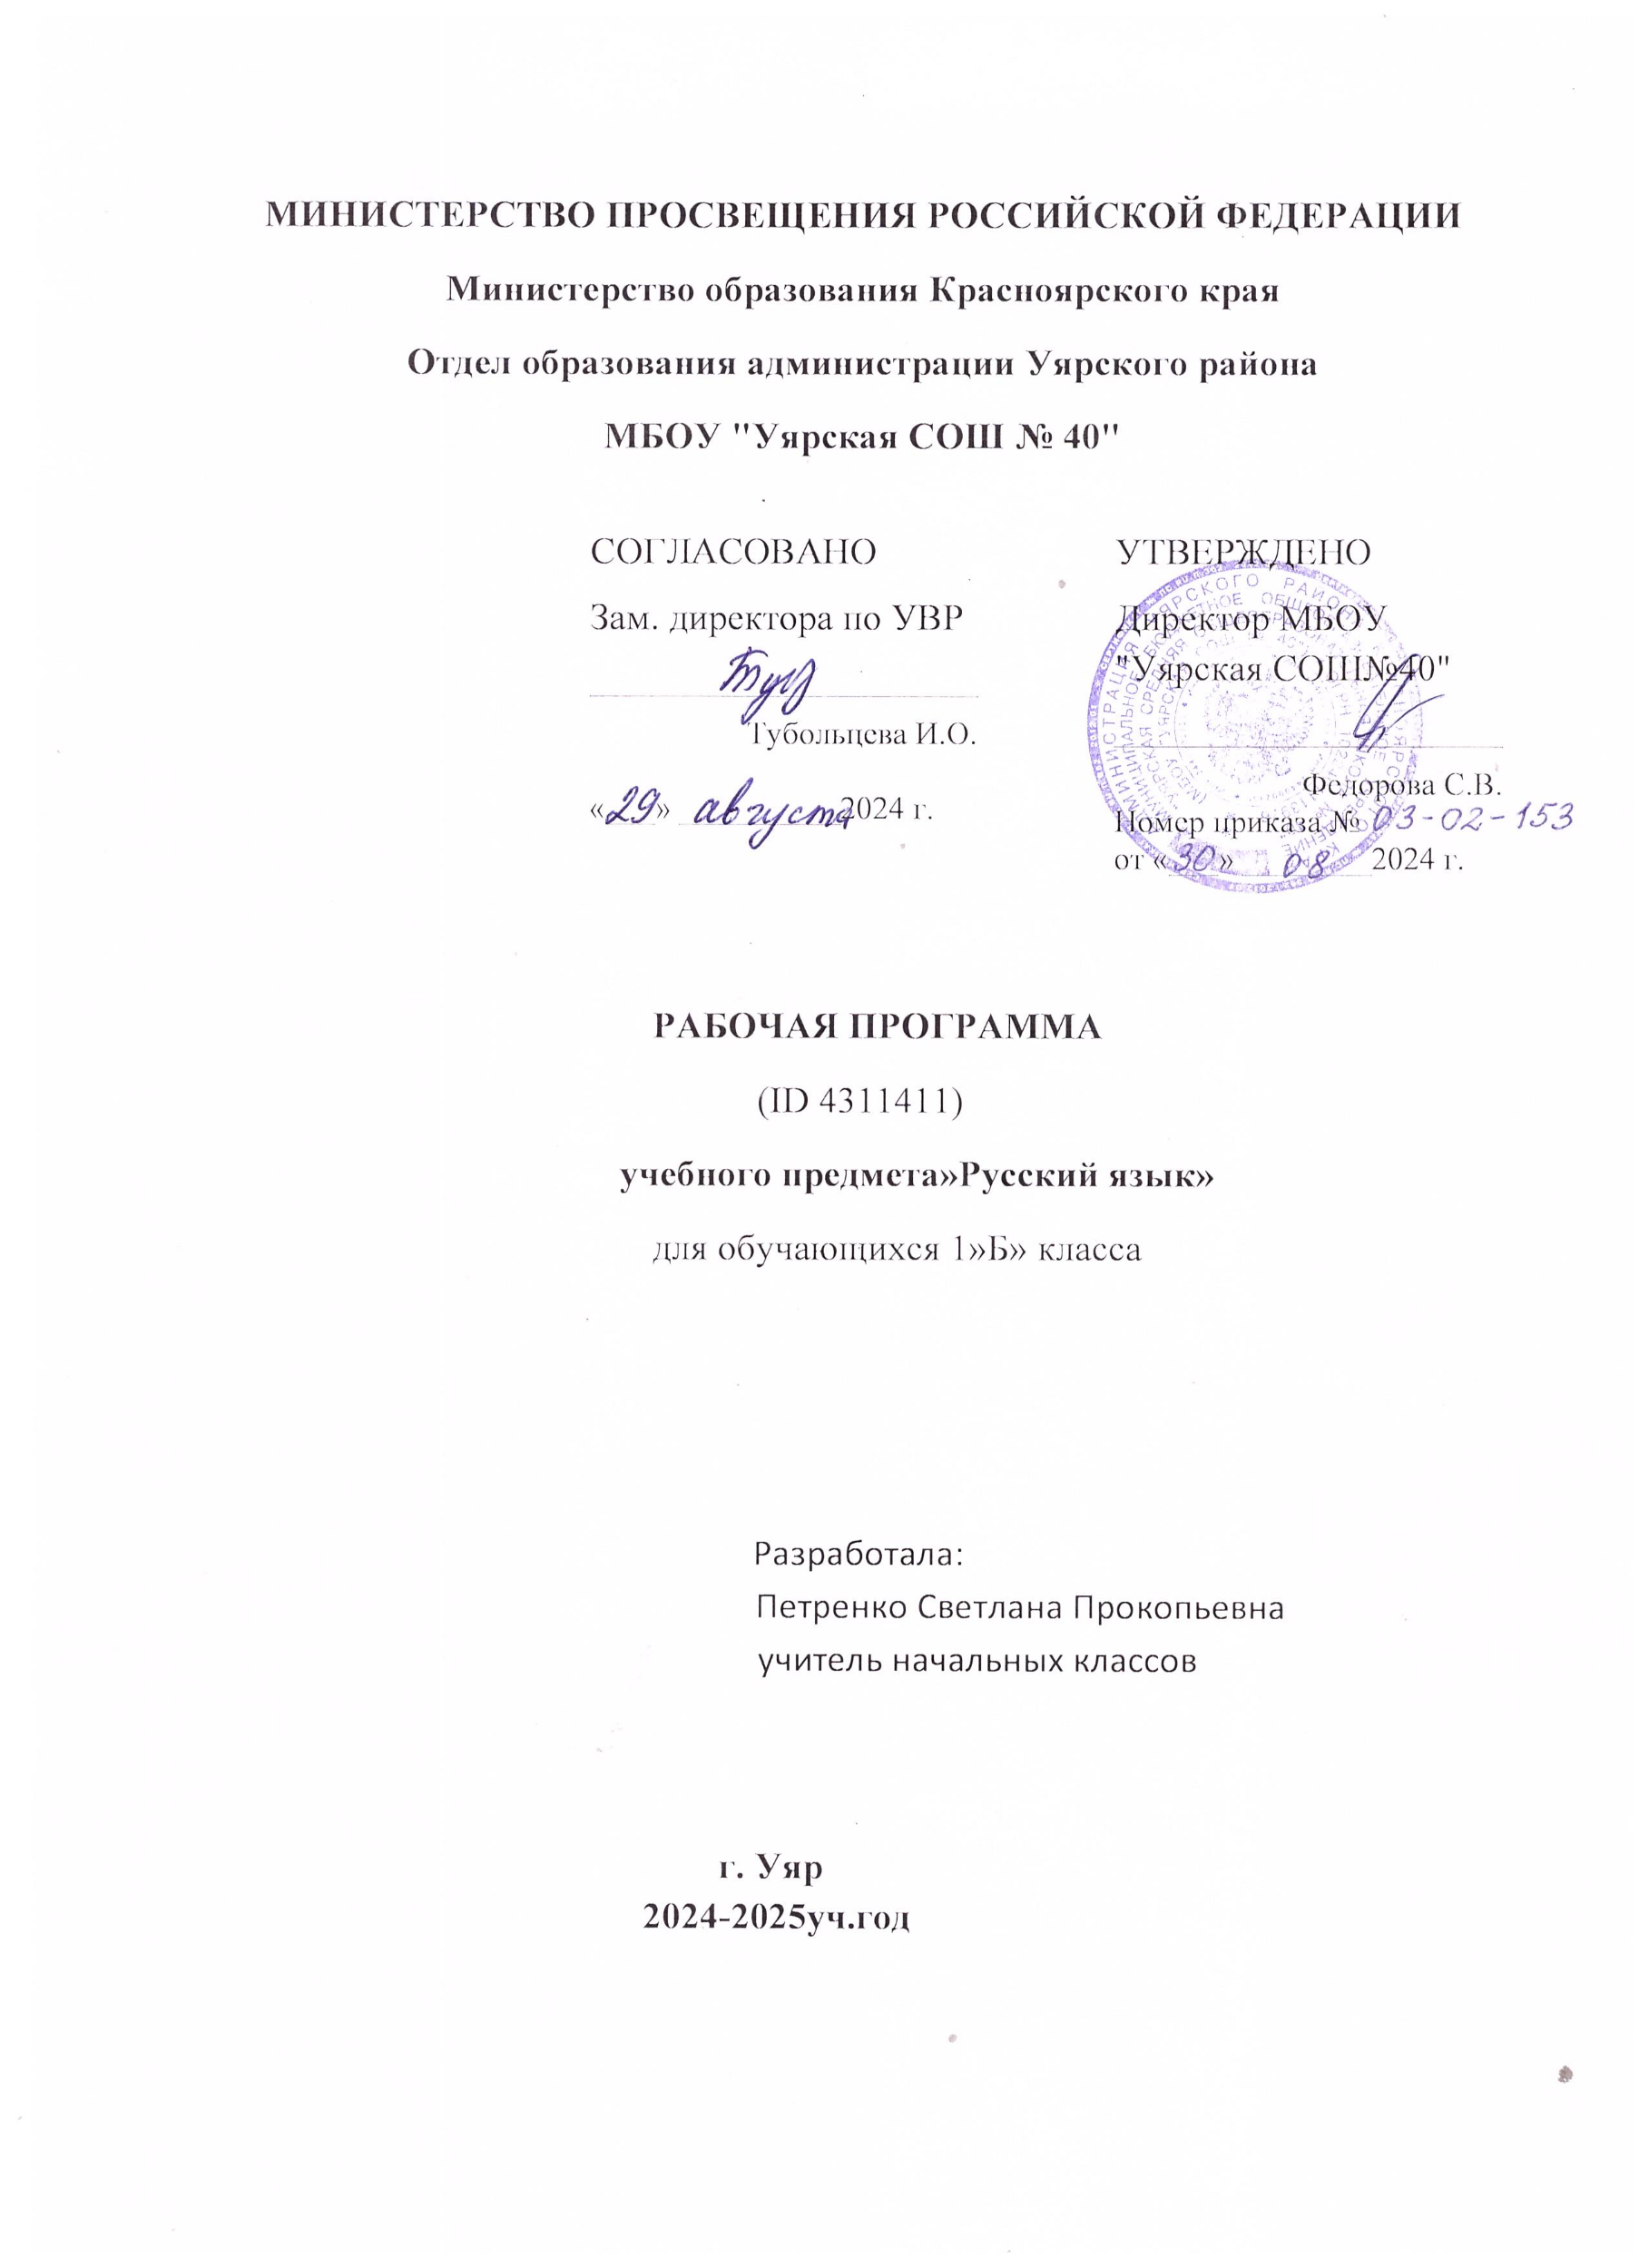 МИНИСТЕРСТВО ПРОСВЕЩЕНИЯ РОССИЙСКОЙ ФЕДЕРАЦИИ
Министерство образования Красноярского края
Отдел образования администрации Уярского района
МБОУ "Уярская СОШ № 40"
СОГЛАСОВАНО
Зам. директора по УВР
Тубольцева И.О.
«29» августа 2024 г.
УТВЕРЖДЕНО
Директор МБОУ
"Уярская СОШ№40"
Федорова С.В.
Номер приказа № 03-02-153
от «30» 08 2024 г.
РАБОЧАЯ ПРОГРАММА
(ID 4311411)
учебного предмета»Русский язык»
для обучающихся 1»Б» класса
Разработала:
Петренко Светлана Прокопьевна
учитель начальных классов
г. Уяр
2024-2025уч.год